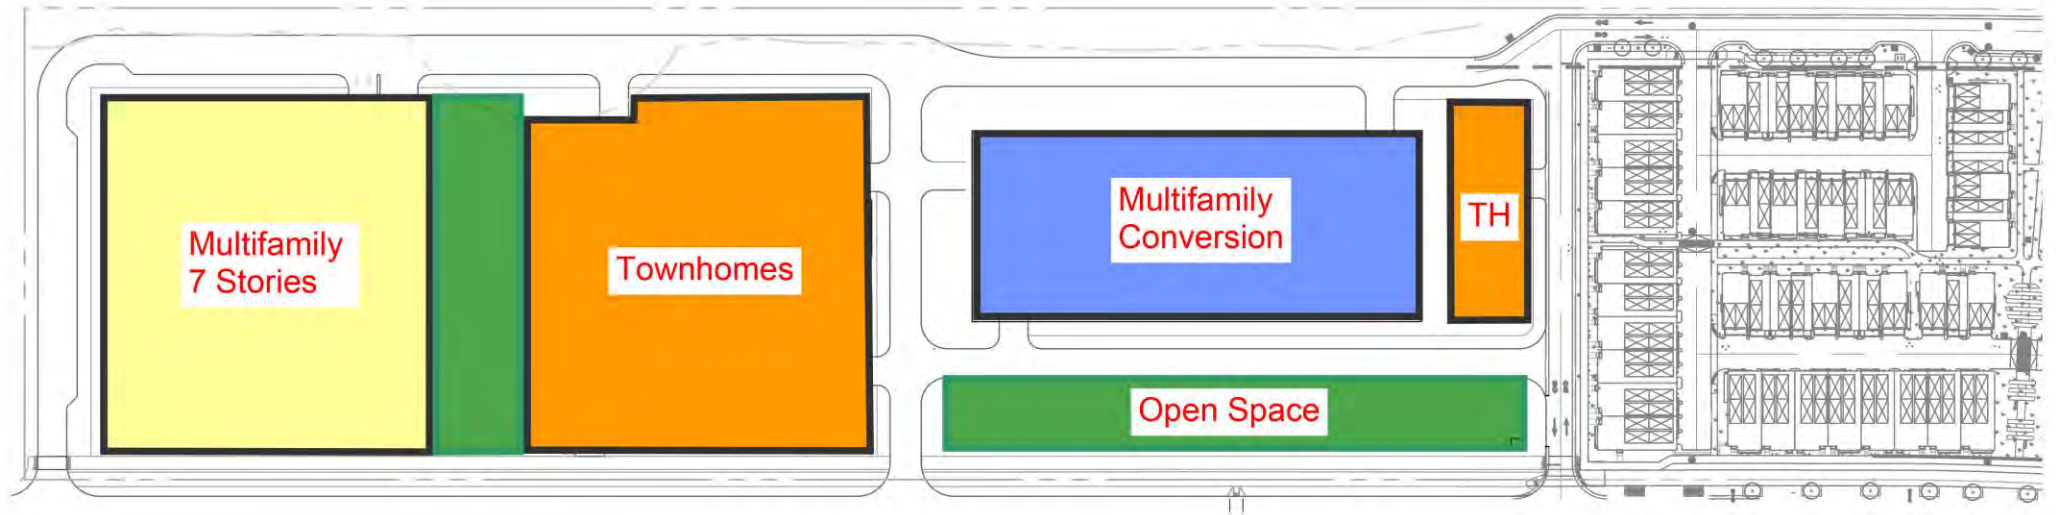 Multifamily
7 Stories
Townhomes
Multifamily
Conversion
TH
Open Space